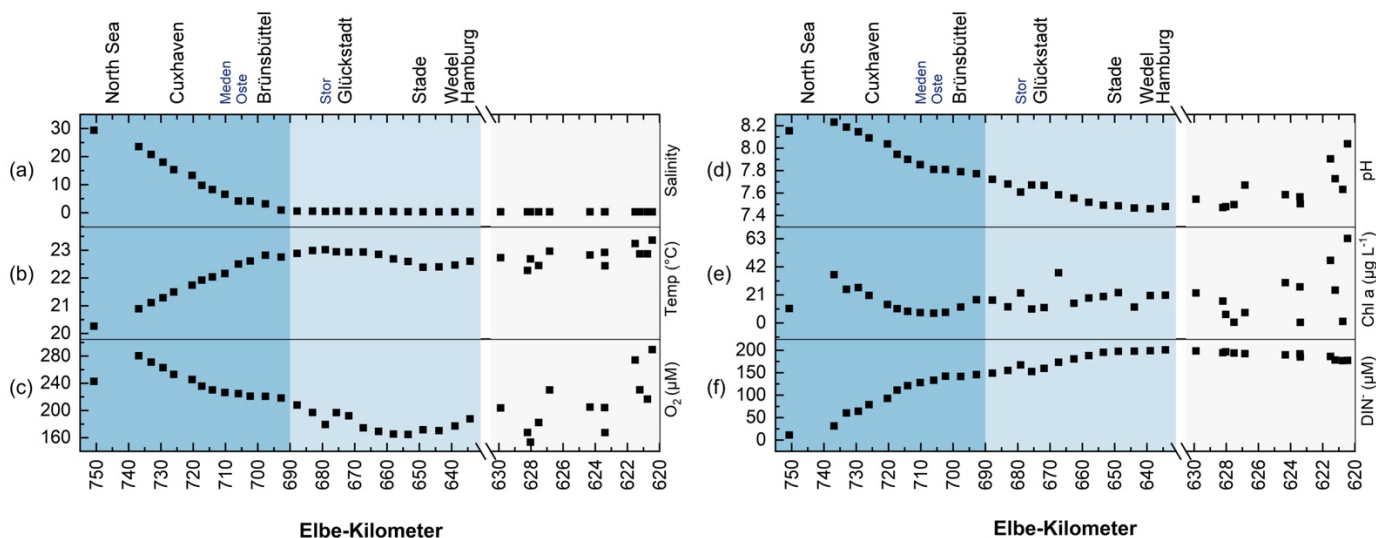 North Sea
Cuxhaven
Meden
Oste
Brünsbüttel
Stor
Glückstadt
Stade
Wedel
Hamburg
(a)
30
20
10
0
Salinity
(b)
23
22
21
20
Temp (°C)
(c)
280
240
200
160
O2 (µM)
750 740 730 720 710 700 690 680 670 660 650 640 630 628 626 624 622 620
Elbe-Kilometer
North Sea
Cuxhaven
Meden
Oste
Brünsbüttel
Stor
Glückstadt
Stade
Wedel
Hamburg
(d)
8.2
8.0
7.8
7.6
7.4
pH
(e)
63
42
21
0
Chl a (µg L-1)
(f)
200
150
100
50
0
DIN- (µM)
750 740 730 720 710 700 690 680 670 660 650 640 630 628 626 624 622 620
Elbe-Kilometer